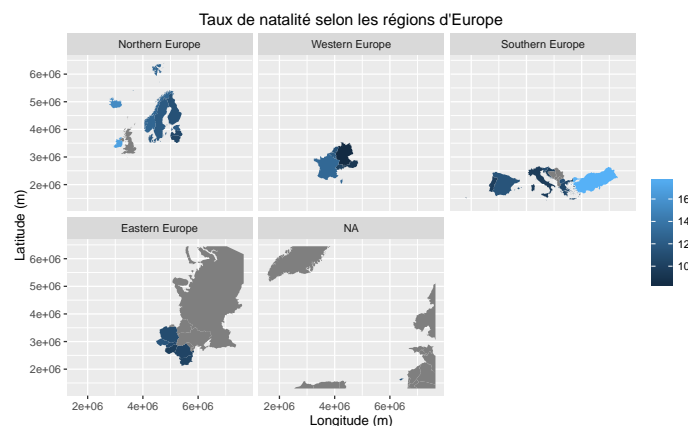 Taux de natalité selon les régions d'Europe
Northern Europe
Western Europe
Southern Europe
6e+06
5e+06
4e+06
3e+06
2e+06
Eastern Europe
NA
6e+06
5e+06
4e+06
3e+06
2e+06
Latitude (m)
2e+06 4e+06 6e+06
2e+06 4e+06 6e+06
Longitude (m)
16
12
10